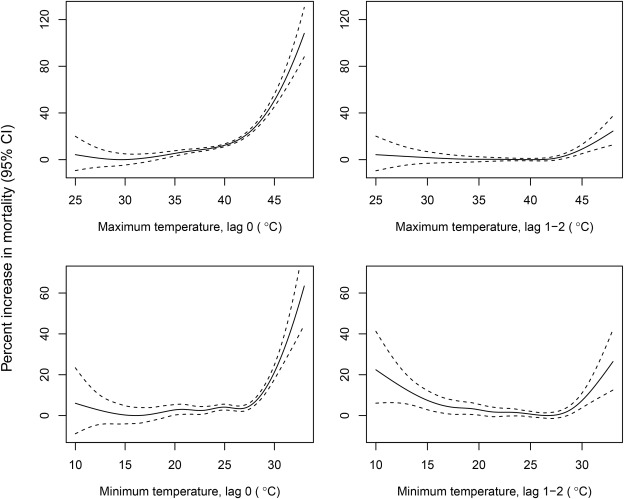 Percent increase in mortality (95% CI)
120
80
40
0
25 30 35 40 45
Maximum temperature, lag 0 ( °C)
120
80
40
0
25 30 35 40 45
Maximum temperature, lag 1−2 ( °C)
60
40
20
0
10 15 20 25 30
Minimum temperature, lag 0 ( °C)
60
40
20
0
10 15 20 25 30
Minimum temperature, lag 1−2 ( °C)